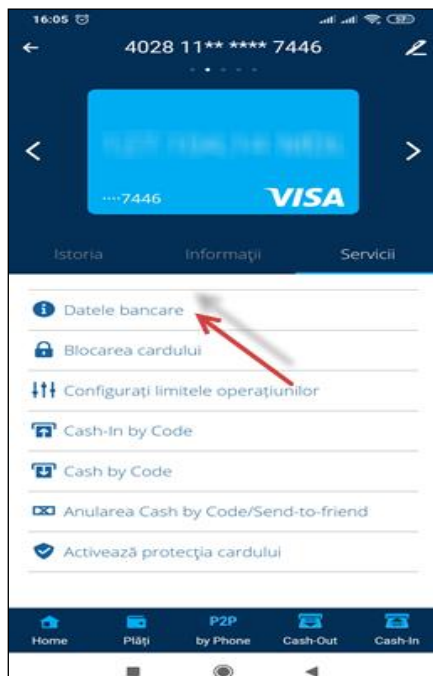 16:05
4028 11** **** 7446
····7446
VISA
Istoria Informații Servicii
Datele bancare
Blocarea cardului
Configurați limitele operațiunilor
Cash-In by Code
Cash by Code
Anularea Cash by Code/Send-to-friend
Activează protecția cardului
P2P
Home Plăți by Phone Cash-Out Cash-In